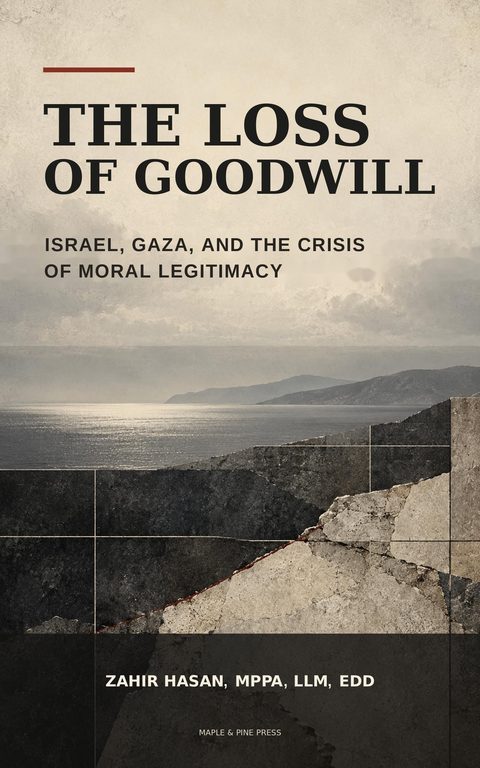 THE LOSS
OF GOODWILL
ISRAEL, GAZA, AND THE CRISIS
OF MORAL LEGITIMACY
ZAHIR HASAN, MPPA, LLM, EDD
MAPLE & PINE PRESS